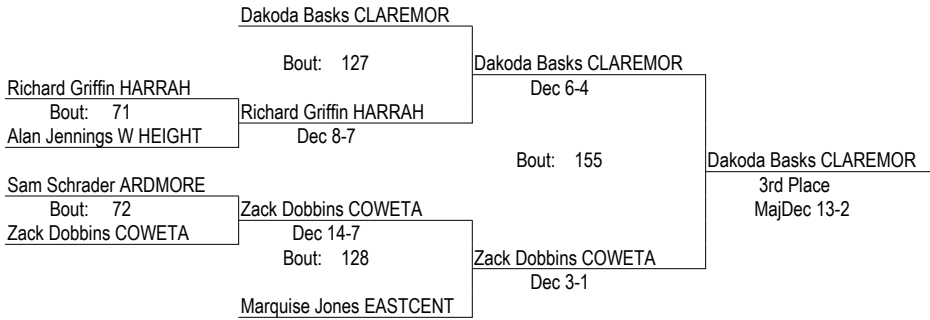 Dakoda Basks CLAREMOR
Bout: 127
Dakoda Basks CLAREMOR
Dec 6-4
Richard Griffin HARRAH
Bout: 71
Richard Griffin HARRAH
Alan Jennings W HEIGHT
Dec 8-7
Bout: 155
Dakoda Basks CLAREMOR
3rd Place
MajDec 13-2
Sam Schrader ARDMORE
Bout: 72
Zack Dobbins COWETA
Zack Dobbins COWETA
Dec 14-7
Bout: 128
Zack Dobbins COWETA
Dec 3-1
Marquise Jones EASTCENT